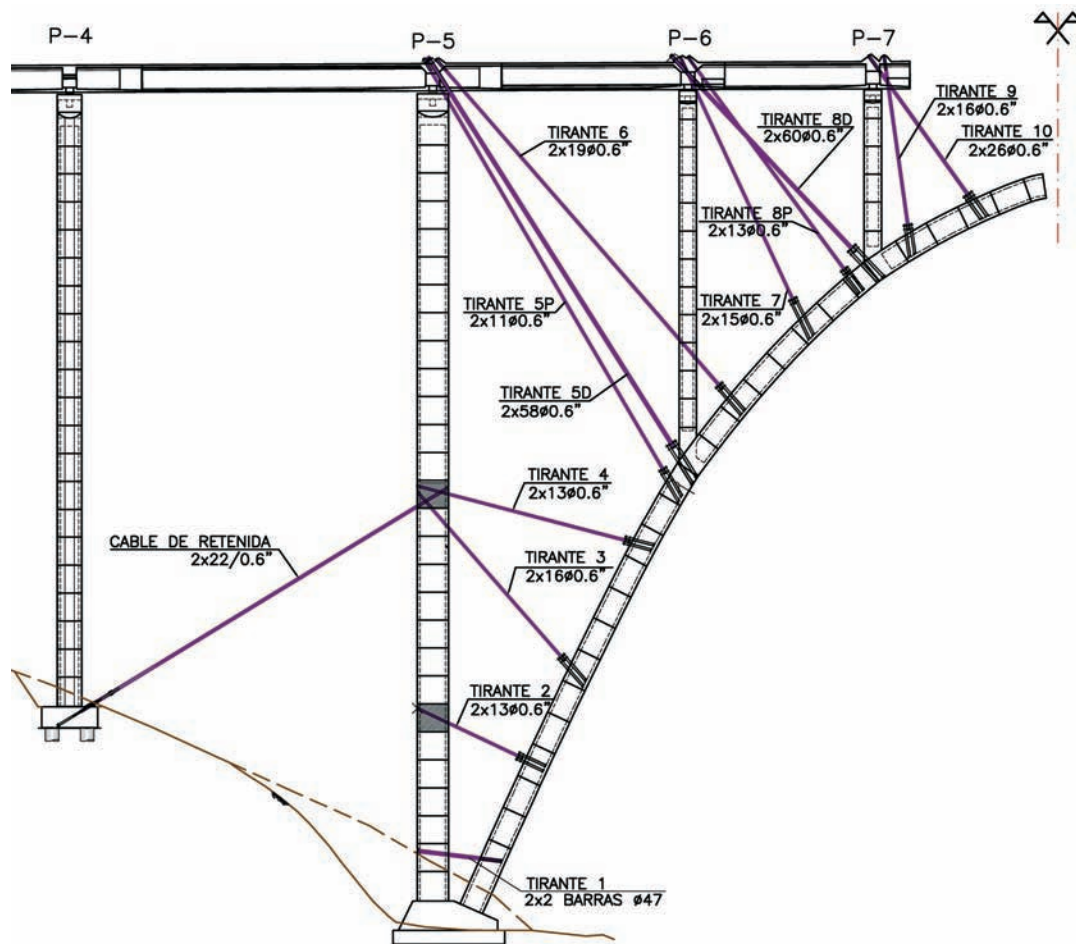 P-4
P-5
P-6
P-7
TIRANTE 9
2x16ø0.6"
TIRANTE 6
2x19ø0.6"
TIRANTE 8D
2x60ø0.6"
TIRANTE 10
2x26ø0.6"
TIRANTE 8P
2x13ø0.6"
TIRANTE 5P
2x11ø0.6"
TIRANTE 7
2x15ø0.6"
TIRANTE 5D
2x58ø0.6"
TIRANTE 4
2x13ø0.6"
CABLE DE RETENIDA
2x22/0.6"
TIRANTE 3
2x16ø0.6"
TIRANTE 2
2x13ø0.6"
TIRANTE 1
2x2 BARRAS ø47